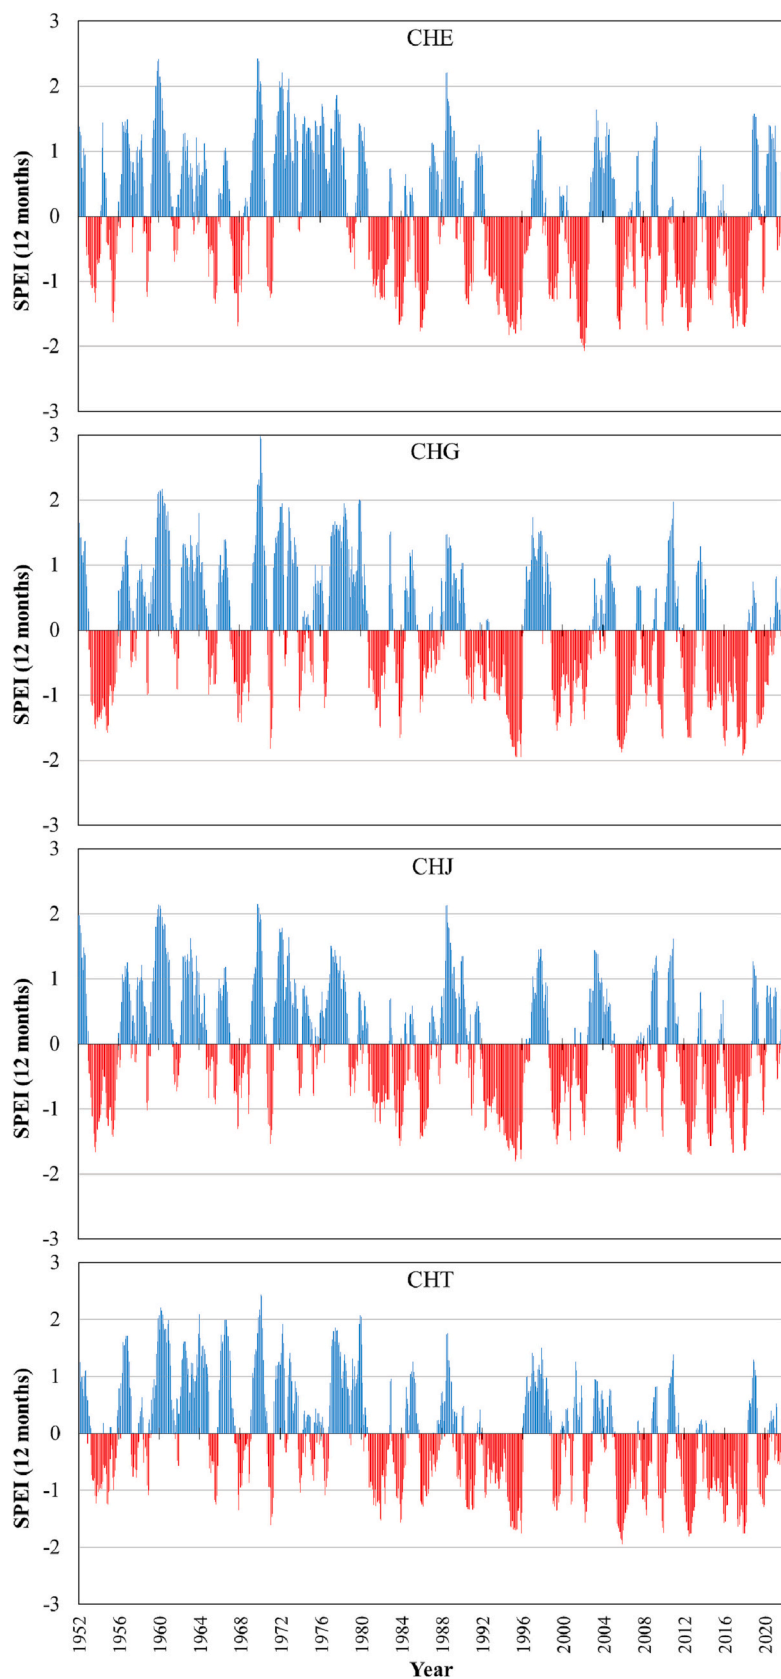 CHE
SPEI (12 months)
3
2
1
0
-1
-2
-3
CHG
SPEI (12 months)
3
2
1
0
-1
-2
-3
CHJ
SPEI (12 months)
3
2
1
0
-1
-2
-3
CHT
SPEI (12 months)
3
2
1
0
-1
-2
-3
1952 1956 1960 1964 1968 1972 1976 1980 1984 1988 1992 1996 2000 2004 2008 2012 2016 2020
Year